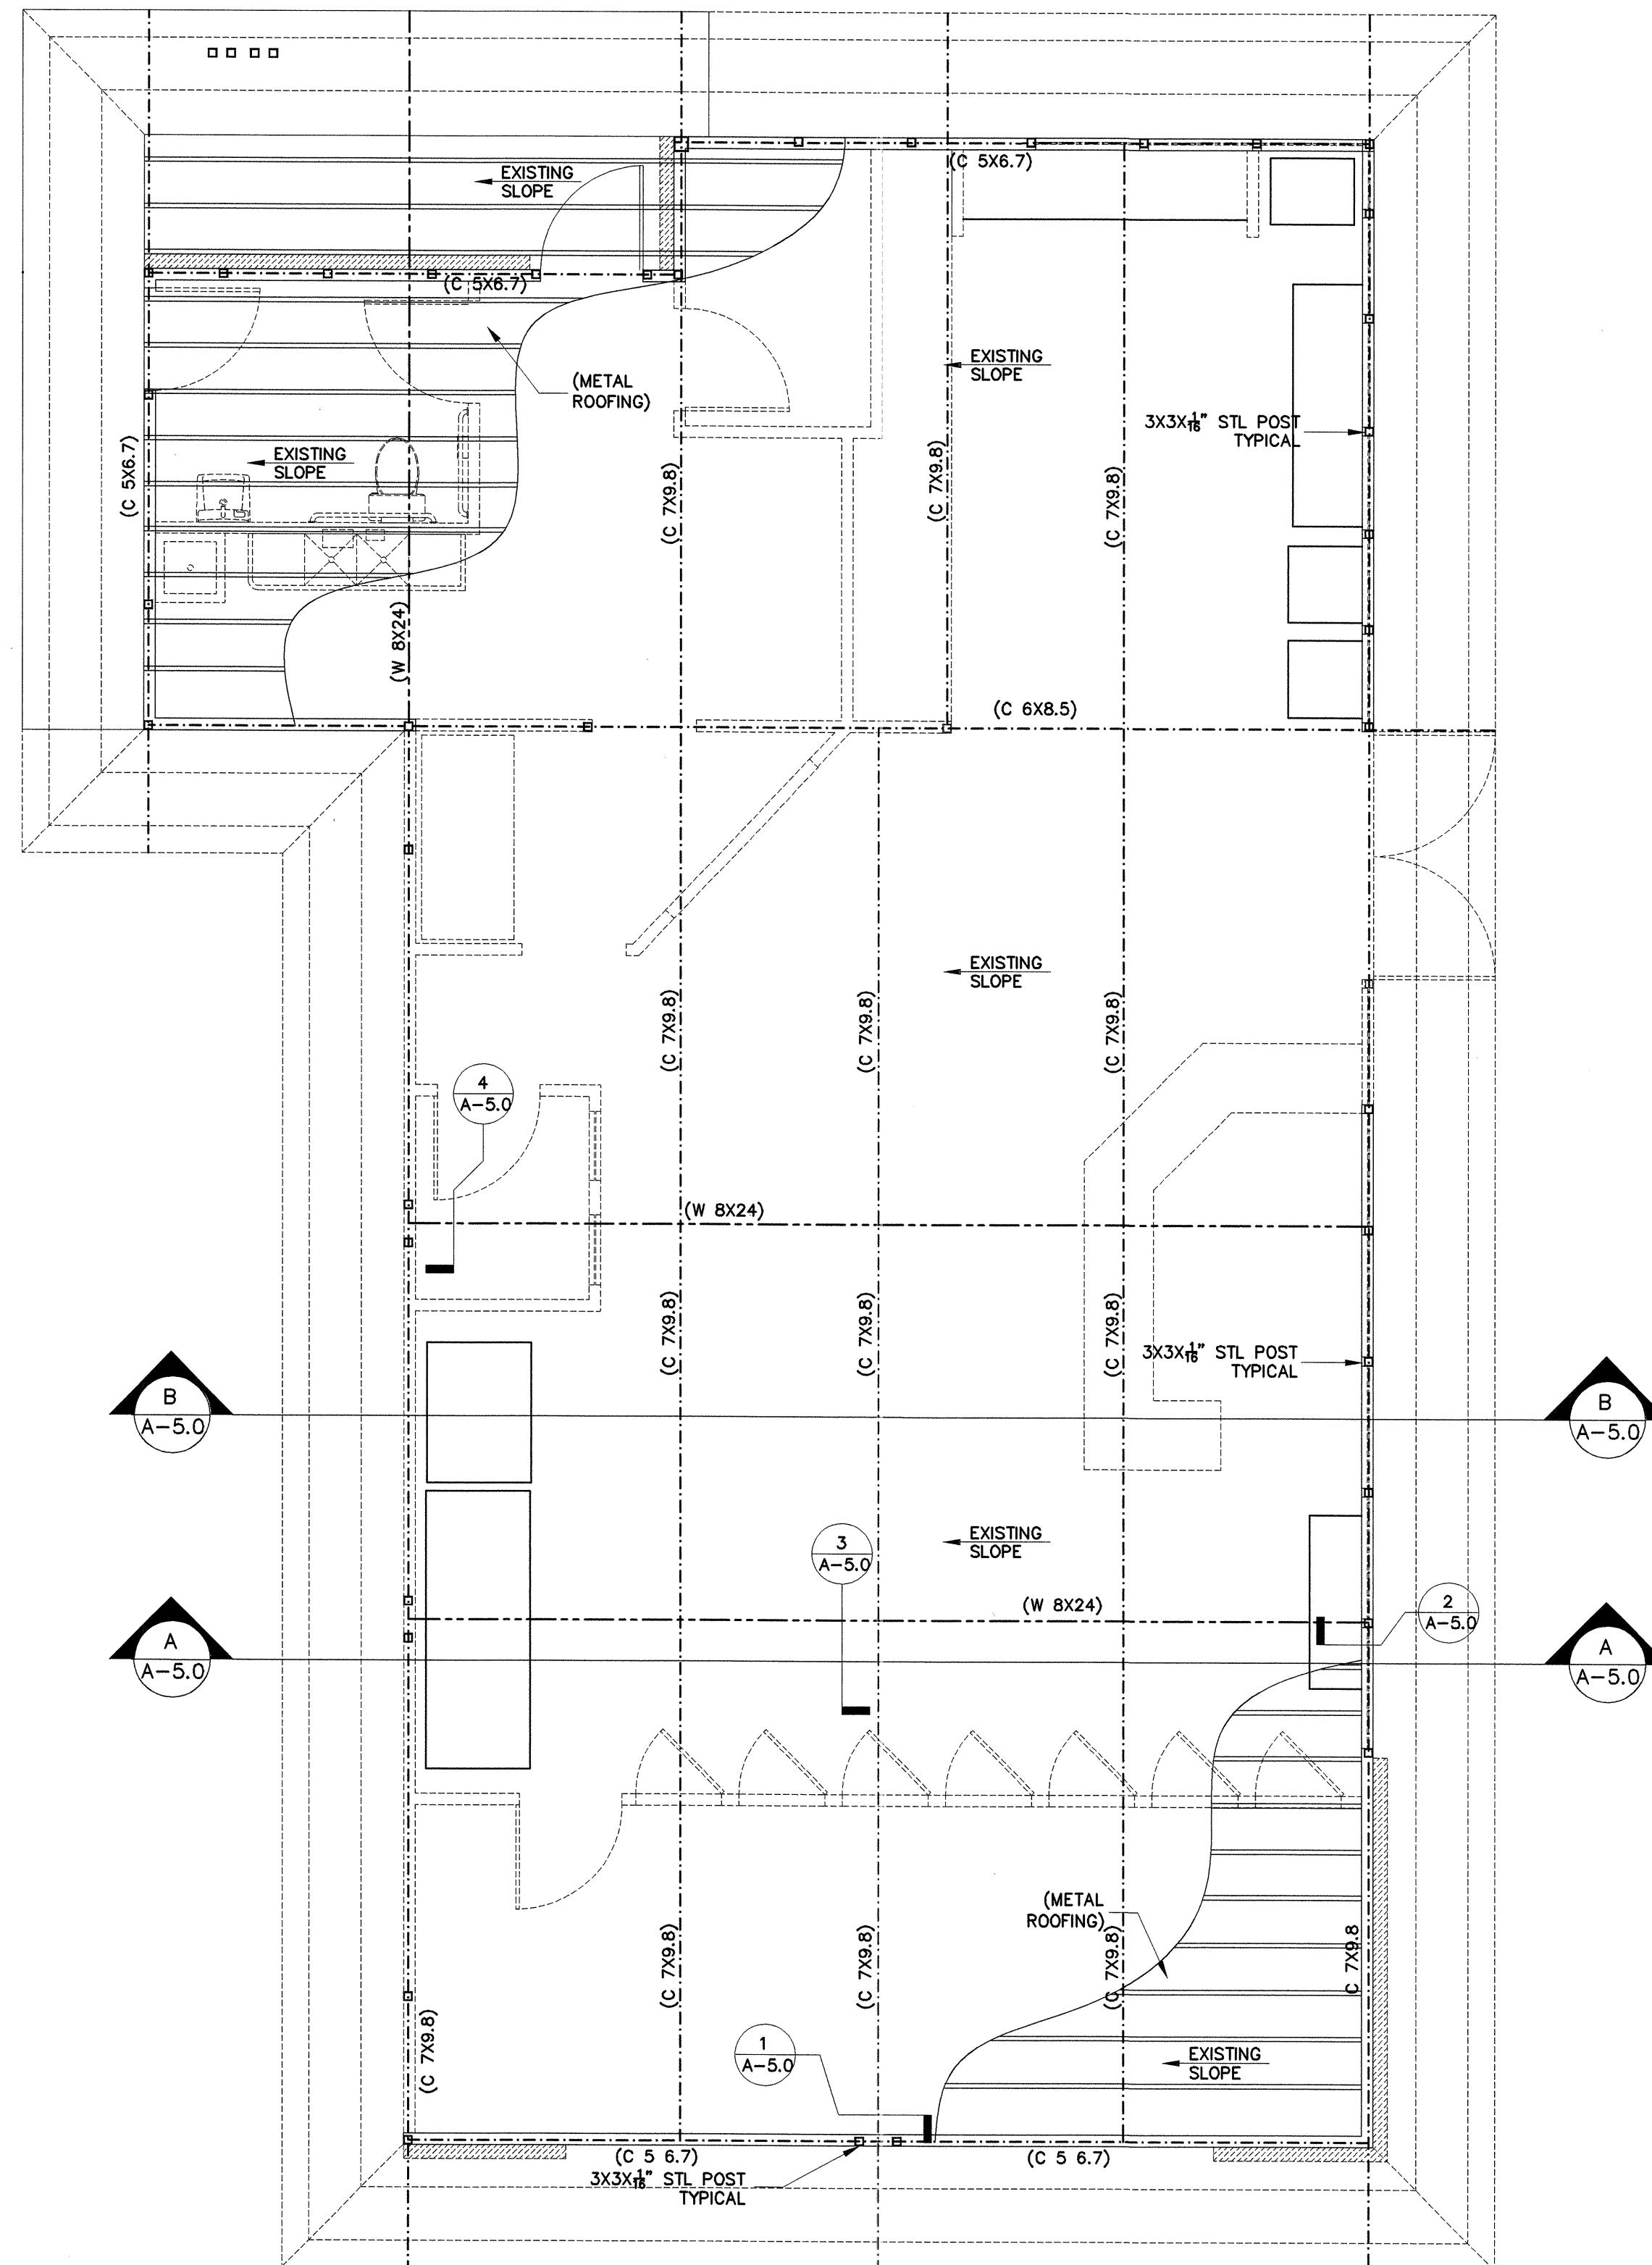 EXISTING
SLOPE
(C 5X6.7)
(C 5X6.7)
(METAL
ROOFING)
EXISTING
SLOPE
3X3X1/16" STL POST
TYPICAL
EXISTING
SLOPE
(C 5X6.7)
(C 7X9.8)
(C 7X9.8)
(C 7X9.8)
(W 8X24)
(C 6X8.5)
EXISTING
SLOPE
(C 7X9.8)
(C 7X9.8)
(C 7X9.8)
4
A-5.0
(W 8X24)
(C 7X9.8)
(C 7X9.8)
(C 7X9.8)
3X3X1/16" STL POST
TYPICAL
B
A-5.0
B
A-5.0
EXISTING
SLOPE
3
A-5.0
(W 8X24)
2
A-5.0
A
A-5.0
A
A-5.0
(METAL
ROOFING)
(C 7X9.8)
(C 7X9.8)
(C 7X9.8)
C 7X9.8
(C 7X9.8)
1
A-5.0
EXISTING
SLOPE
(C 5 6.7)
(C 5 6.7)
3X3X1/16" STL POST
TYPICAL